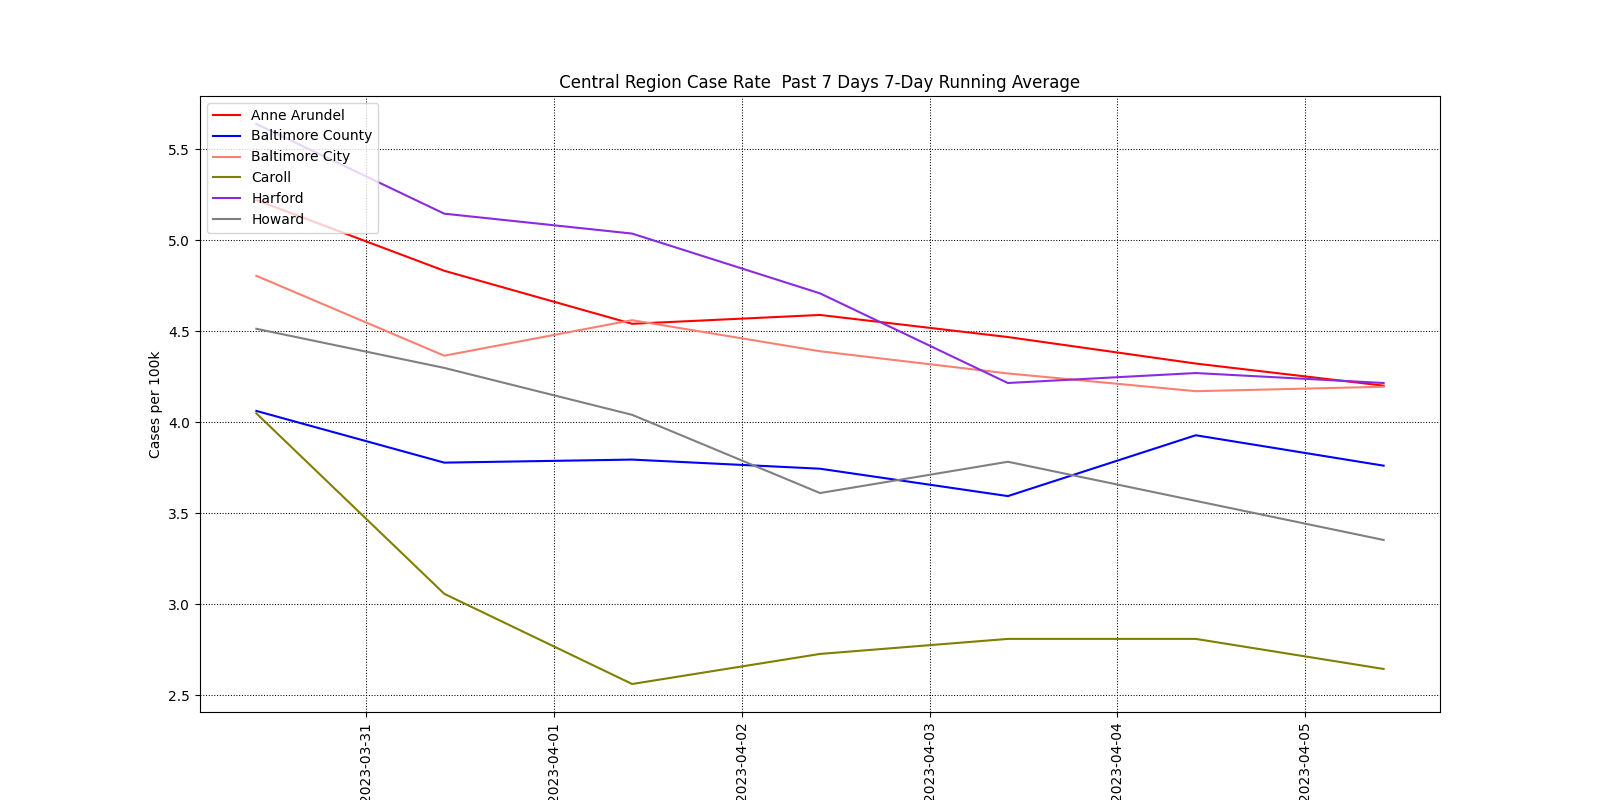 Central Region Case Rate  Past 7 Days 7-Day Running Average
Anne Arundel
Baltimore County
Baltimore City
Caroll
Harford
Howard
Cases per 100k
5.5
5.0
4.5
4.0
3.5
3.0
2.5
2023-03-31
2023-04-01
2023-04-02
2023-04-03
2023-04-04
2023-04-05